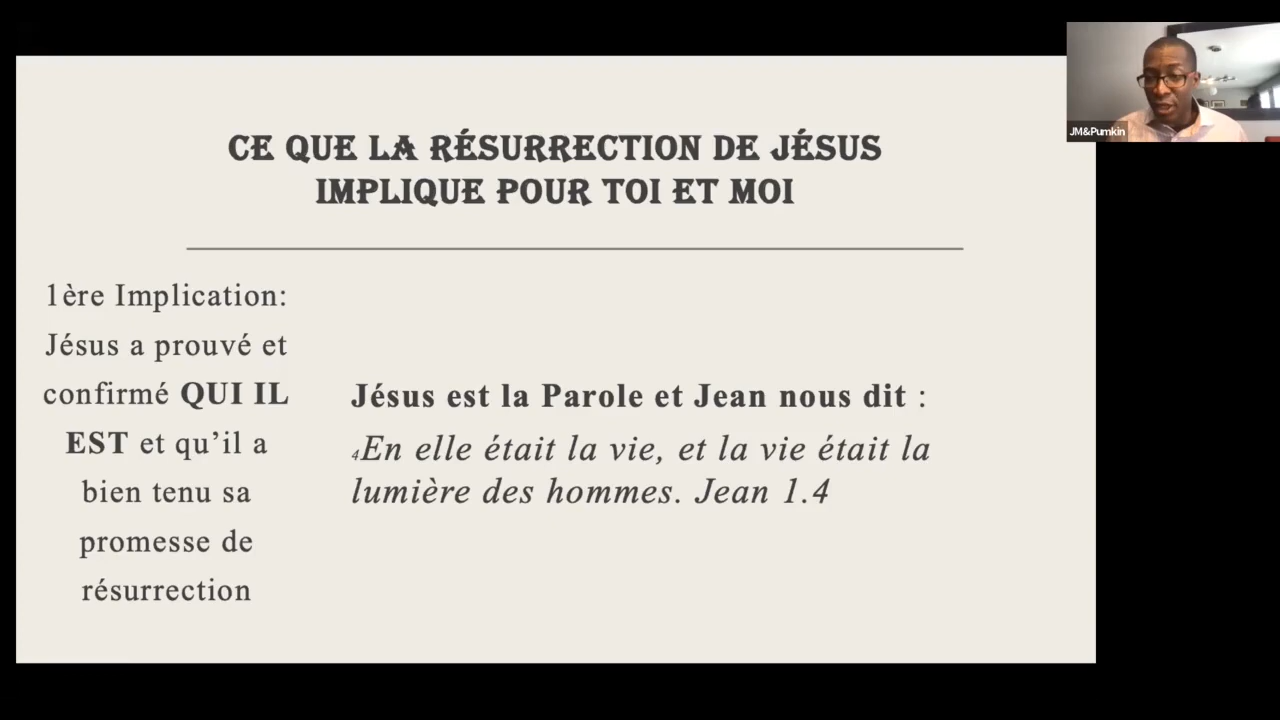 CE QUE LA RÉSURRECTION DE JÉSUS
IMPLIQUE POUR TOI ET MOI
1ère Implication:
Jésus a prouvé et
confirmé QUI IL
EST et qu’il a
bien tenu sa
promesse de
résurrection
Jésus est la Parole et Jean nous dit :
4En elle était la vie, et la vie était la
lumière des hommes. Jean 1.4
JM&Pumkin